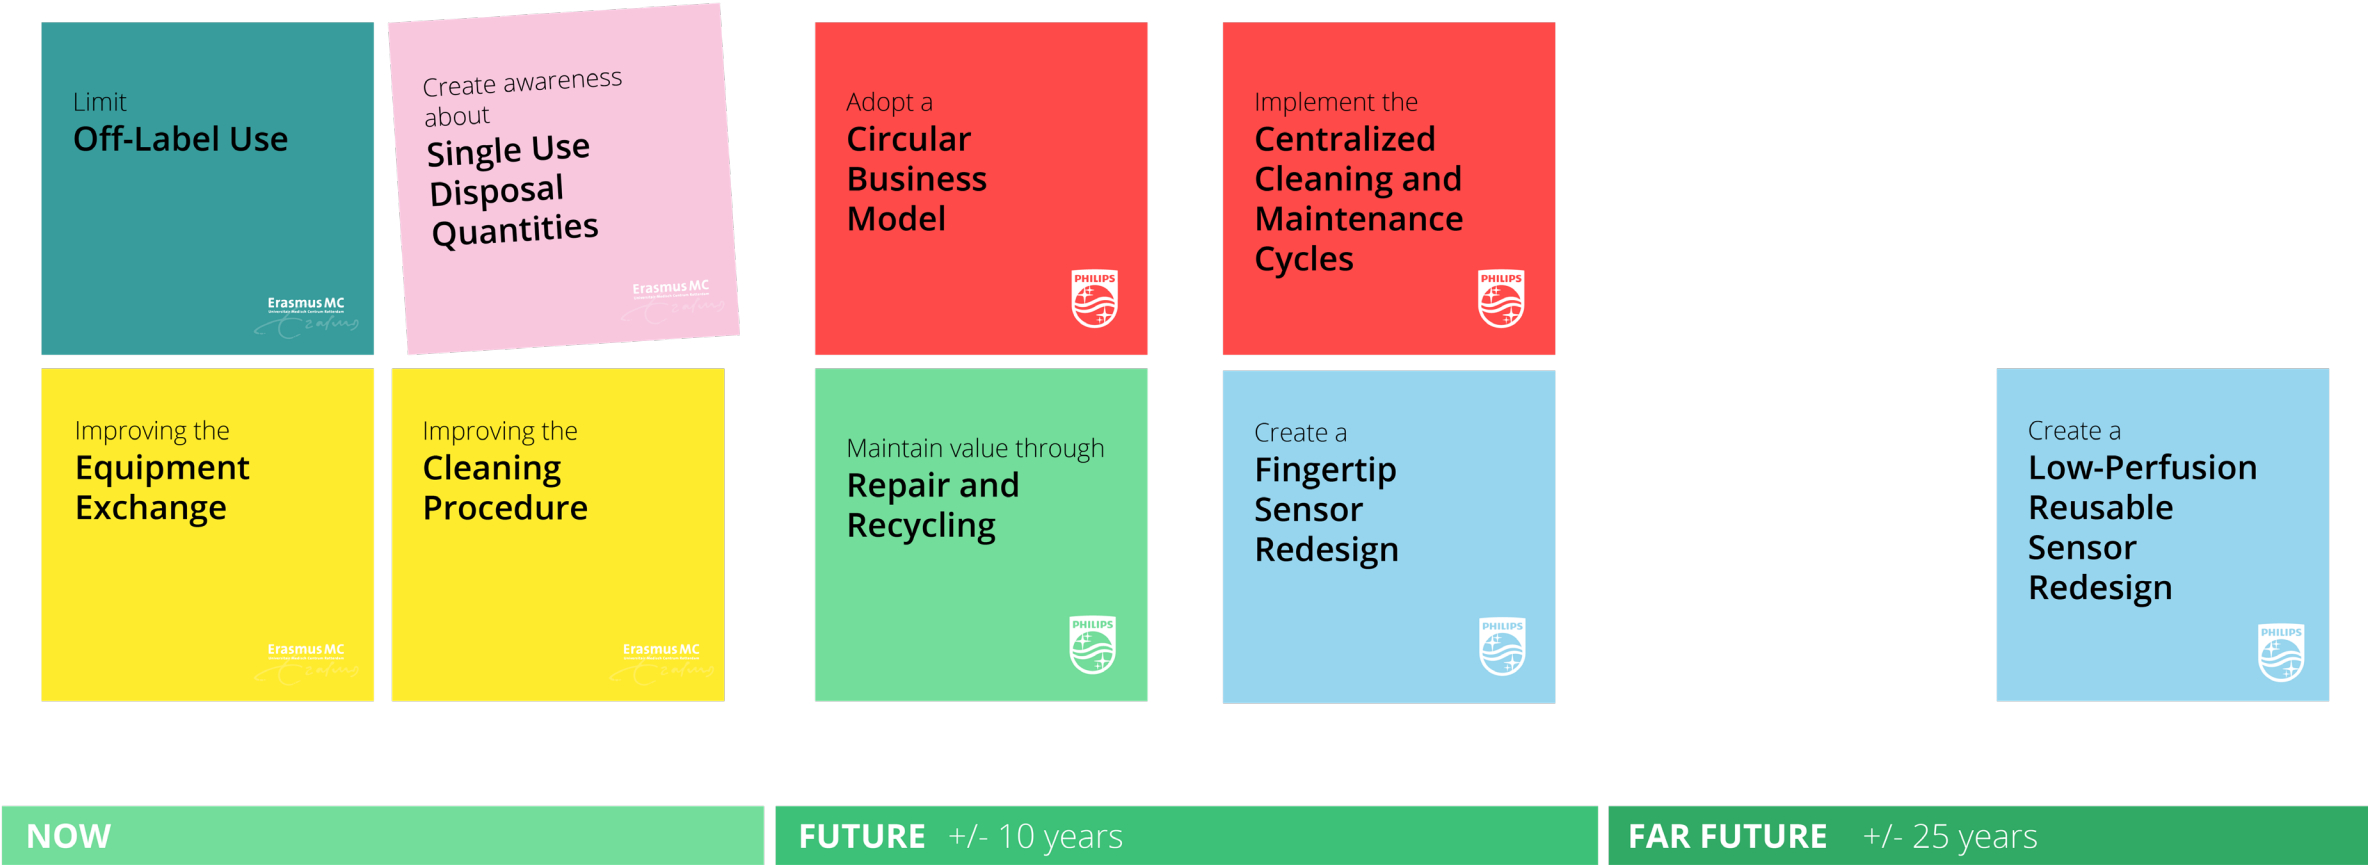 Limit
Off-Label Use
Erasmus MC
Create awareness
about
Single Use
Disposal
Quantities
Erasmus MC
Adopt a
Circular
Business
Model
PHILIPS
Implement the
Centralized
Cleaning and
Maintenance
Cycles
PHILIPS
Improving the
Equipment
Exchange
Erasmus MC
Improving the
Cleaning
Procedure
Erasmus MC
Maintain value through
Repair and
Recycling
PHILIPS
Create a
Fingertip
Sensor
Redesign
PHILIPS
Create a
Low-Perfusion
Reusable
Sensor
Redesign
PHILIPS
NOW
FUTURE +/- 10 years
FAR FUTURE +/- 25 years